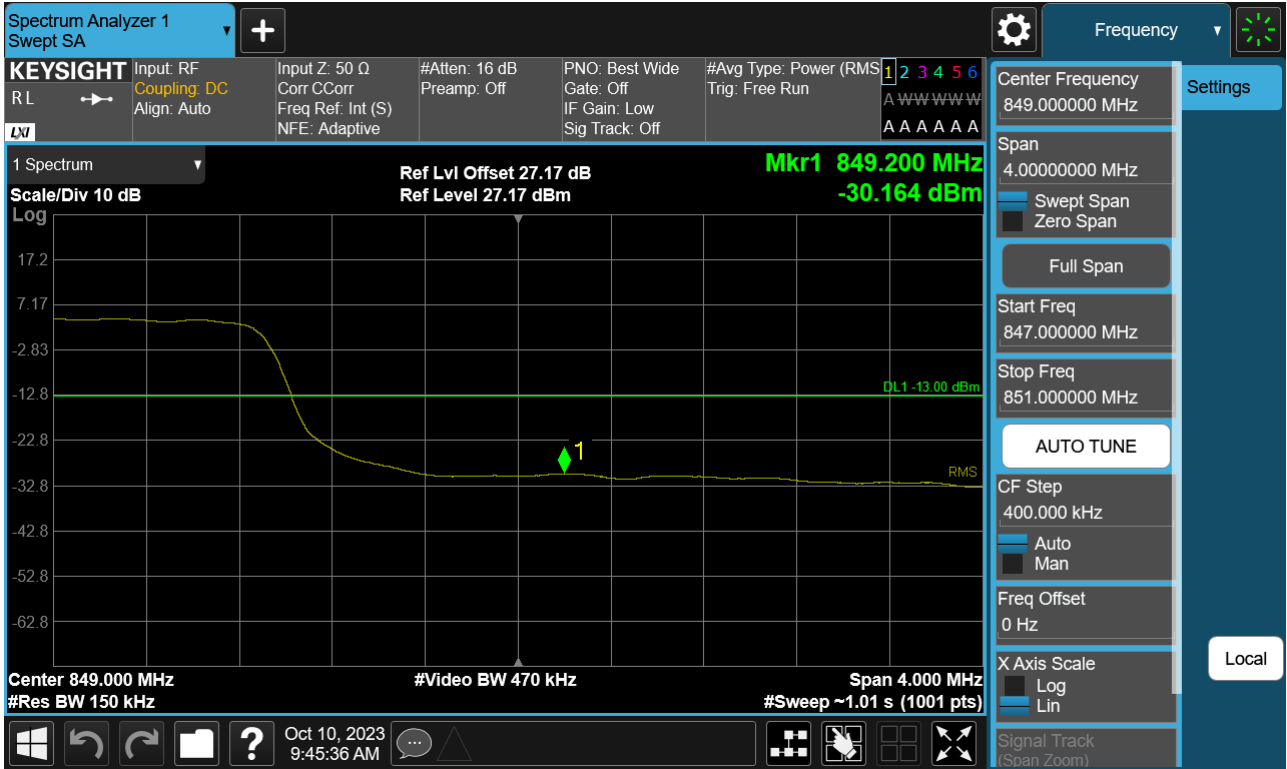 Spectrum Analyzer 1
Swept SA
Frequency
KEYSIGHT
R L
LXI
Input: RF
Coupling: DC
Align: Auto
Input Z: 50 Ω
Corr CCorr
Freq Ref: Int (S)
NFE: Adaptive
#Atten: 16 dB
Preamp: Off
PNO: Best Wide
Gate: Off
IF Gain: Low
Sig Track: Off
#Avg Type: Power (RMS
Trig: Free Run
1 2 3 4 5 6
A W W W W W
A A A A A A
1 Spectrum
Scale/Div 10 dB
Log
Ref Lvl Offset 27.17 dB
Ref Level 27.17 dBm
Mkr1 849.200 MHz
-30.164 dBm
17.2
7.17
-2.83
-12.8
-22.8
-32.8
-42.8
-52.8
-62.8
DL1 -13.00 dBm
1
RMS
Center 849.000 MHz
#Res BW 150 kHz
#Video BW 470 kHz
Span 4.000 MHz
#Sweep ~1.01 s (1001 pts)
Center Frequency
849.000000 MHz
Span
4.00000000 MHz
Swept Span
Zero Span
Full Span
Start Freq
847.000000 MHz
Stop Freq
851.000000 MHz
AUTO TUNE
CF Step
400.000 kHz
Auto
Man
Freq Offset
0 Hz
X Axis Scale
Log
Lin
Signal Track
(Span Zoom)
Settings
Local
?
Oct 10, 2023
9:45:36 AM